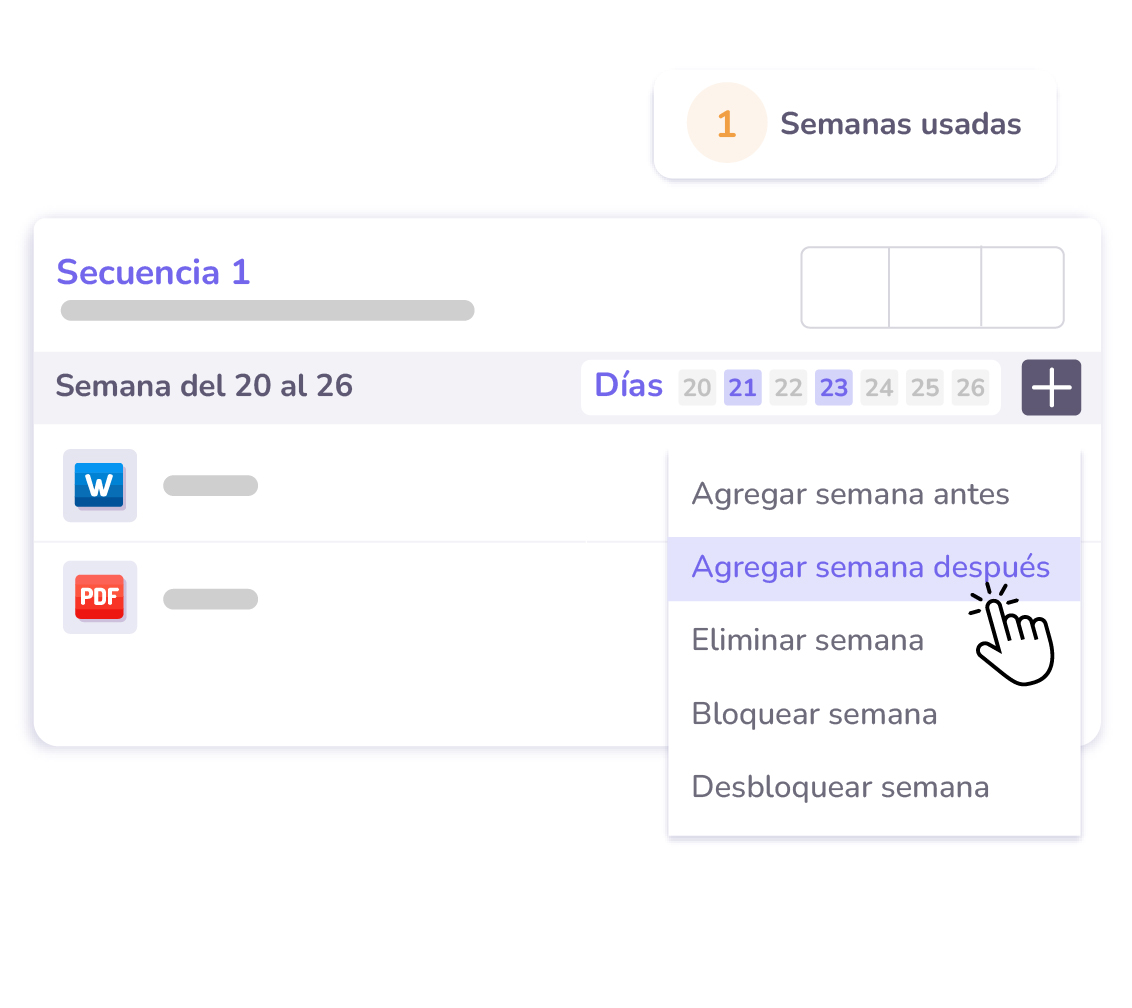 1 Semanas usadas
Secuencia 1
Semana del 20 al 26 Días 20 21 22 23 24 25 26
W
PDF
Agregar semana antes
Agregar semana después
Eliminar semana
Bloquear semana
Desbloquear semana